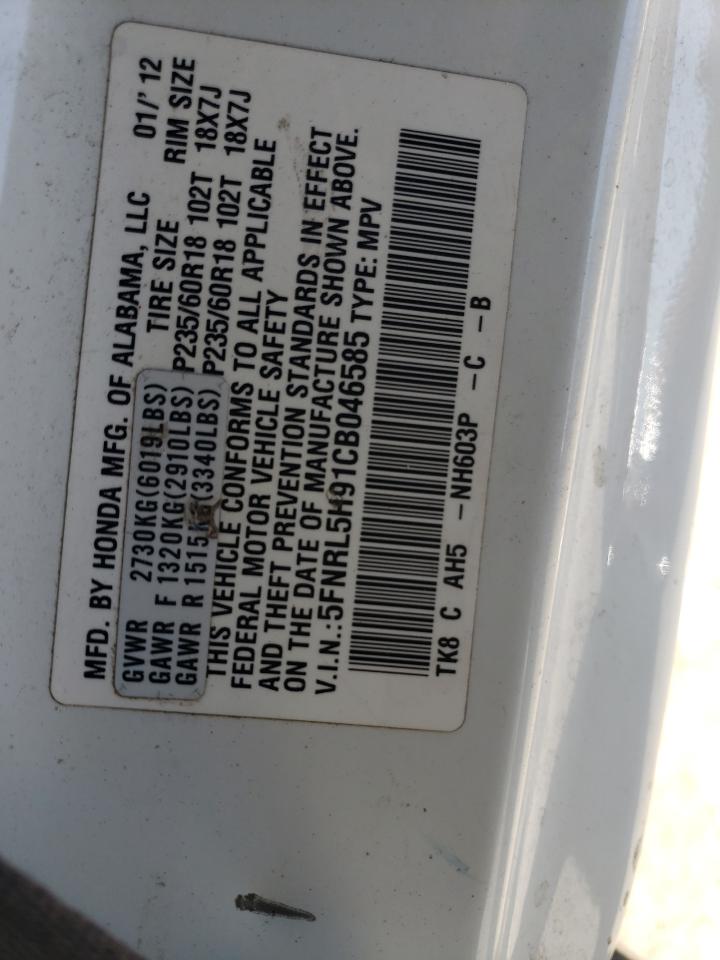 MFD. BY HONDA MFG. OF ALABAMA, LLC 01/'12
TIRE SIZE RIM SIZE
GVWR 2730KG(6019LBS)
GAWR F 1320KG(2910LBS) P235/60R18 102T 18X7J
GAWR R 1515KG(3340LBS) P235/60R18 102T 18X7J
THIS VEHICLE CONFORMS TO ALL APPLICABLE
FEDERAL MOTOR VEHICLE SAFETY
AND THEFT PREVENTION STANDARDS IN EFFECT
ON THE DATE OF MANUFACTURE SHOWN ABOVE.
V.I.N.:5FNRL5H91CB046585 TYPE: MPV
TK8 C AH5 -NH603P -C -B